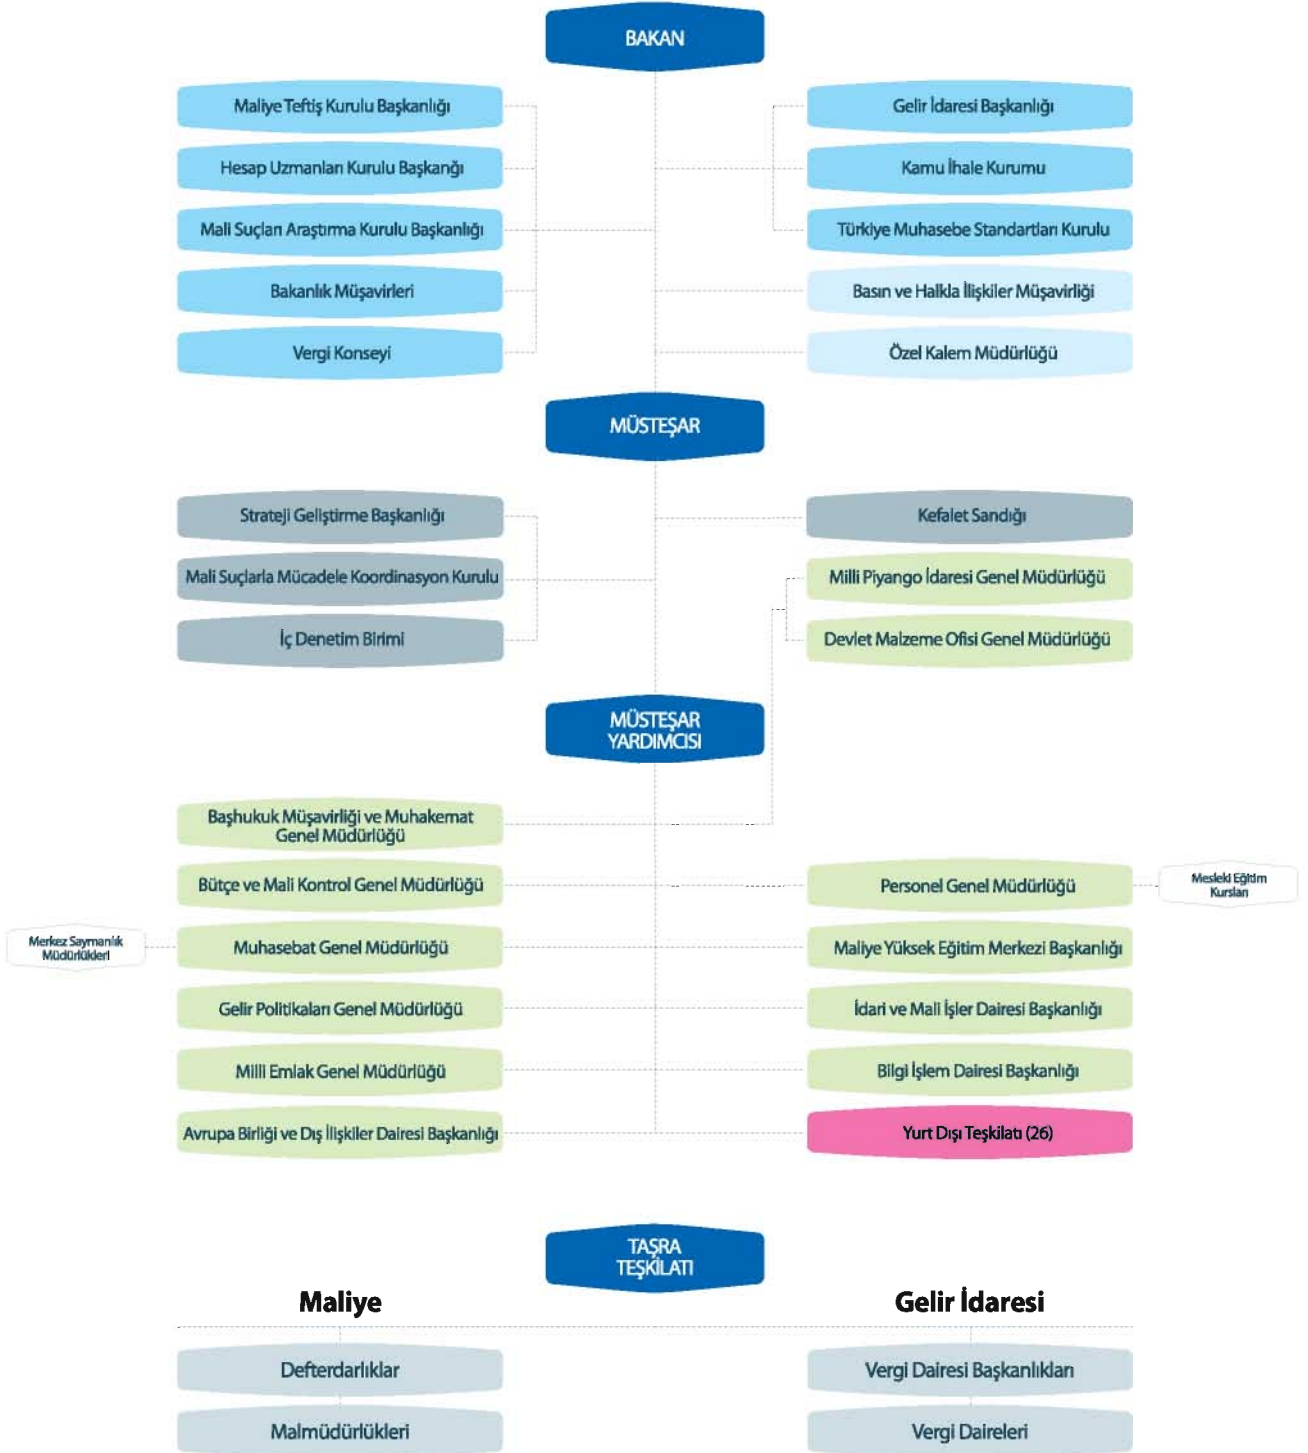 BAKAN
Maliye Teftiş Kurulu Başkanlığı
Gelir İdaresi Başkanlığı
Hesap Uzmanları Kurulu Başkanğı
Kamu İhale Kurumu
Mali Suçları Araştırma Kurulu Başkanlığı
Türkiye Muhasebe Standartları Kurulu
Bakanlık Müşavirleri
Basın ve Halkla İlişkiler Müşavirliği
Vergi Konseyi
Özel Kalem Müdürlüğü
MÜSTEŞAR
Strateji Geliştirme Başkanlığı
Kefalet Sandığı
Mali Suçlarla Mücadele Koordinasyon Kurulu
Milli Piyango İdaresi Genel Müdürlüğü
İç Denetim Birimi
Devlet Malzeme Ofisi Genel Müdürlüğü
MÜSTEŞAR
YARDIMCISI
Başhukuk Müşavirliği ve Muhakemat
Genel Müdürlüğü
Bütçe ve Mali Kontrol Genel Müdürlüğü
Personel Genel Müdürlüğü
Mesleki Eğitim
Kursları
Merkez Saymanlık
Müdürlükleri
Muhasebat Genel Müdürlüğü
Maliye Yüksek Eğitim Merkezi Başkanlığı
Gelir Politikaları Genel Müdürlüğü
İdari ve Mali İşler Dairesi Başkanlığı
Milli Emlak Genel Müdürlüğü
Bilgi İşlem Dairesi Başkanlığı
Avrupa Birliği ve Dış İlişkiler Dairesi Başkanlığı
Yurt Dışı Teşkilatı (26)
TAŞRA
TEŞKİLATI
Maliye
Gelir İdaresi
Defterdarlıklar
Vergi Dairesi Başkanlıkları
Malmüdürlükleri
Vergi Daireleri